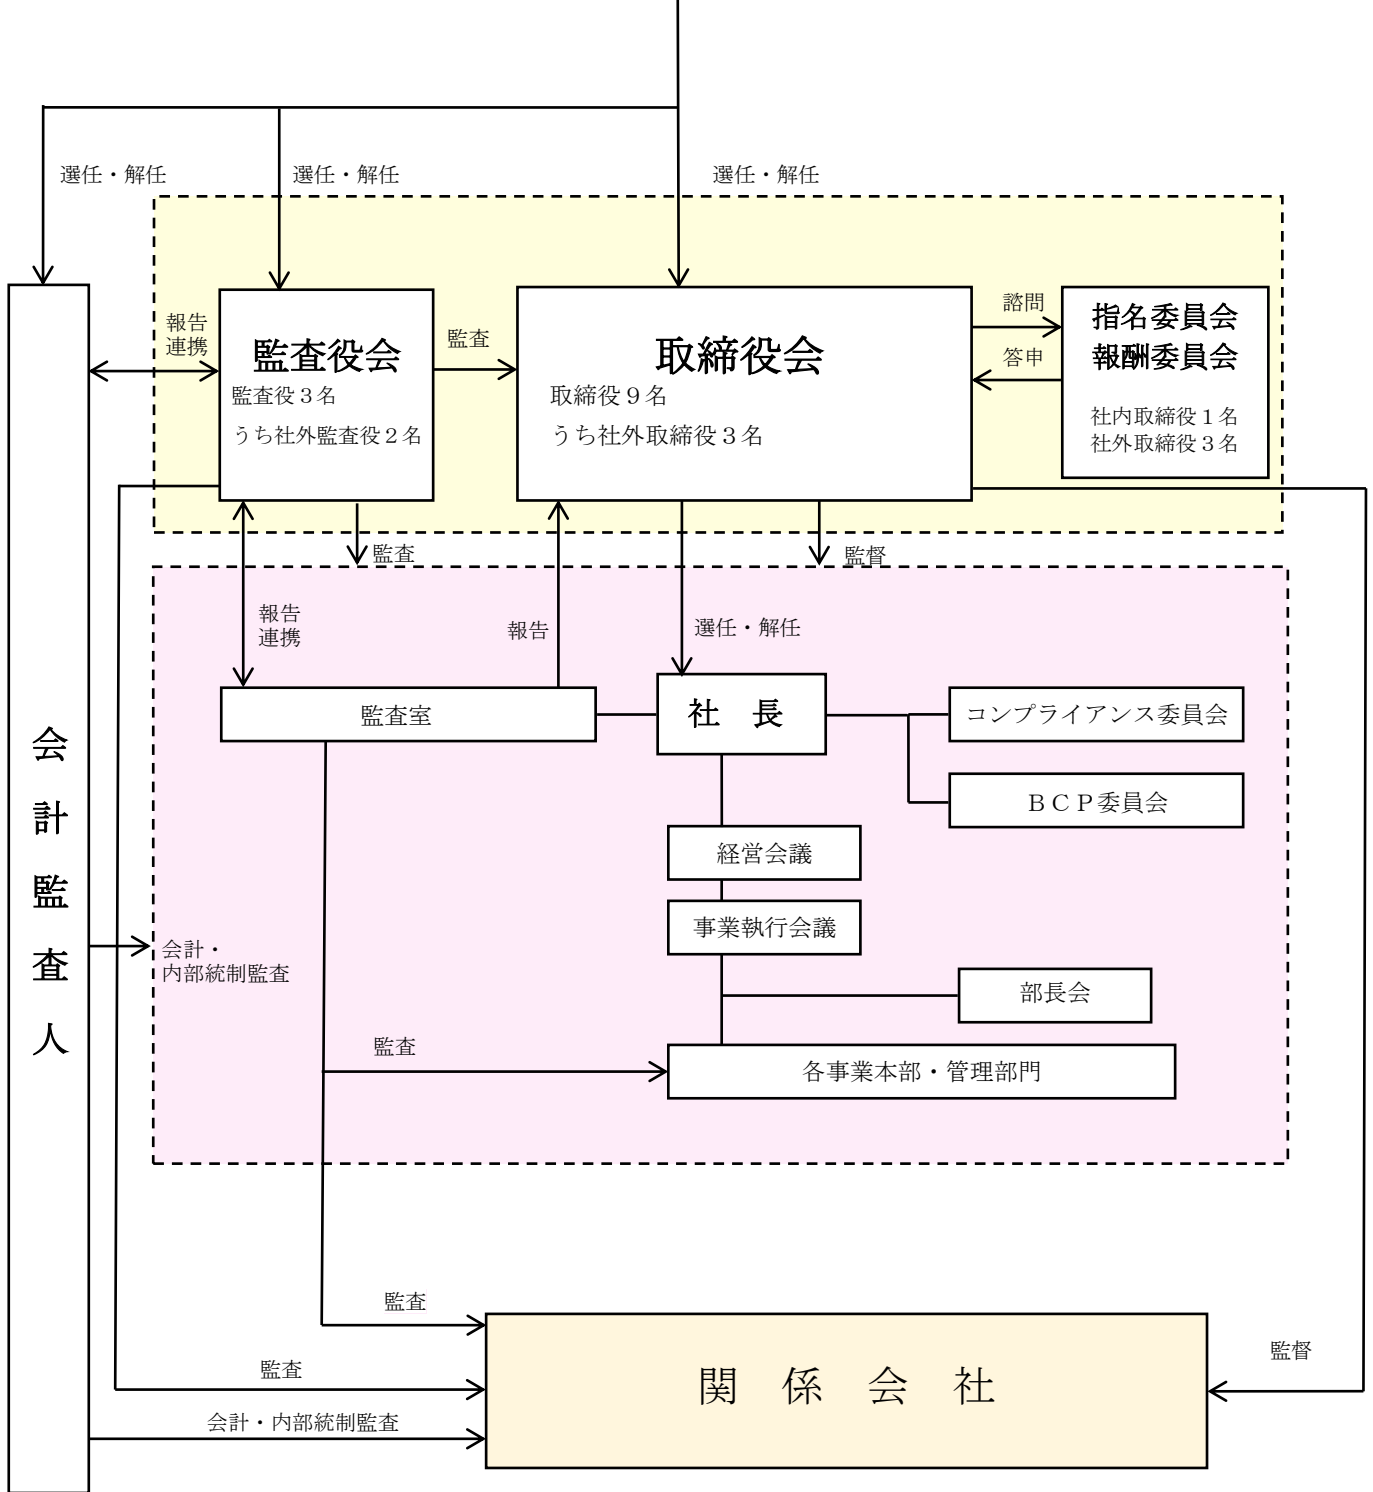 選任・解任
選任・解任
選任・解任
報告
連携
監査役会
監査役３名
うち社外監査役２名
監査
取締役会
取締役９名
うち社外取締役３名
諮問
答申
指名委員会
報酬委員会
社内取締役１名
社外取締役３名
監査
監督
報告
連携
報告
選任・解任
監査室
社　長
コンプライアンス委員会
ＢＣＰ委員会
経営会議
事業執行会議
部長会
会計監査人
会計・
内部統制監査
監査
各事業本部・管理部門
監査
監査
会計・内部統制監査
関　係　会　社
監督